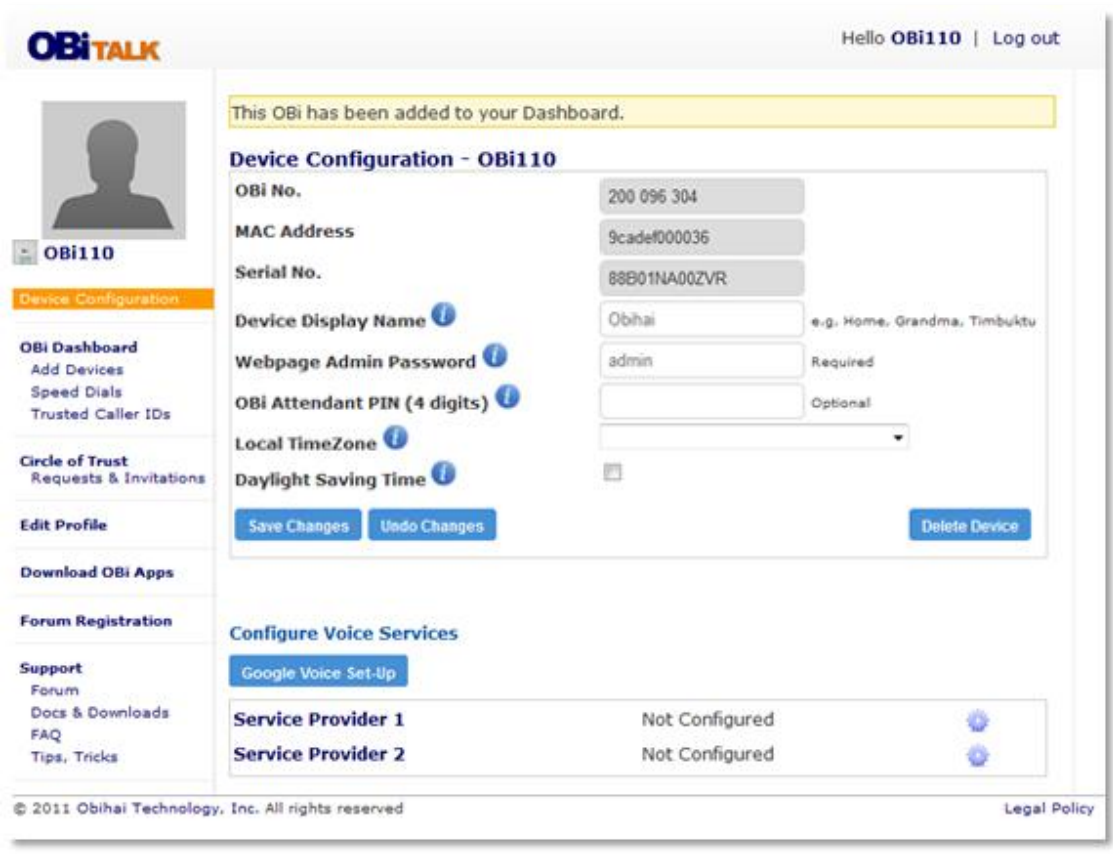 OBiTALK
Hello OBi110 | Log out
This OBi has been added to your Dashboard.
Device Configuration - OBi110
OBi No. 200 096 304
MAC Address 9cadef000036
Serial No. 88B01NA00ZVR
Device Display Name Obihai e.g. Home, Grandma, Timbuktu
Webpage Admin Password admin Required
OBi Attendant PIN (4 digits) Optional
Local TimeZone
Daylight Saving Time
Save Changes Undo Changes Delete Device
OBi110
Device Configuration
OBi Dashboard
Add Devices
Speed Dials
Trusted Caller IDs
Circle of Trust
Requests & Invitations
Edit Profile
Download OBi Apps
Forum Registration
Support
Forum
Docs & Downloads
FAQ
Tips, Tricks
Configure Voice Services
Google Voice Set-Up
Service Provider 1 Not Configured
Service Provider 2 Not Configured
© 2011 Obihai Technology, Inc. All rights reserved
Legal Policy